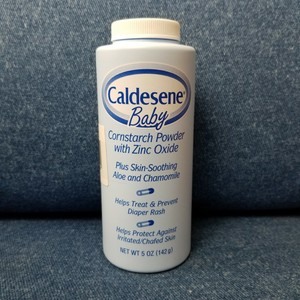 Caldesene®
Baby
Cornstarch Powder
with Zinc Oxide
Plus Skin-Soothing
Aloe and Chamomile
Helps Treat & Prevent
Diaper Rash
Helps Protect Against
Irritated/Chafed Skin
NET WT 5 OZ (142g)